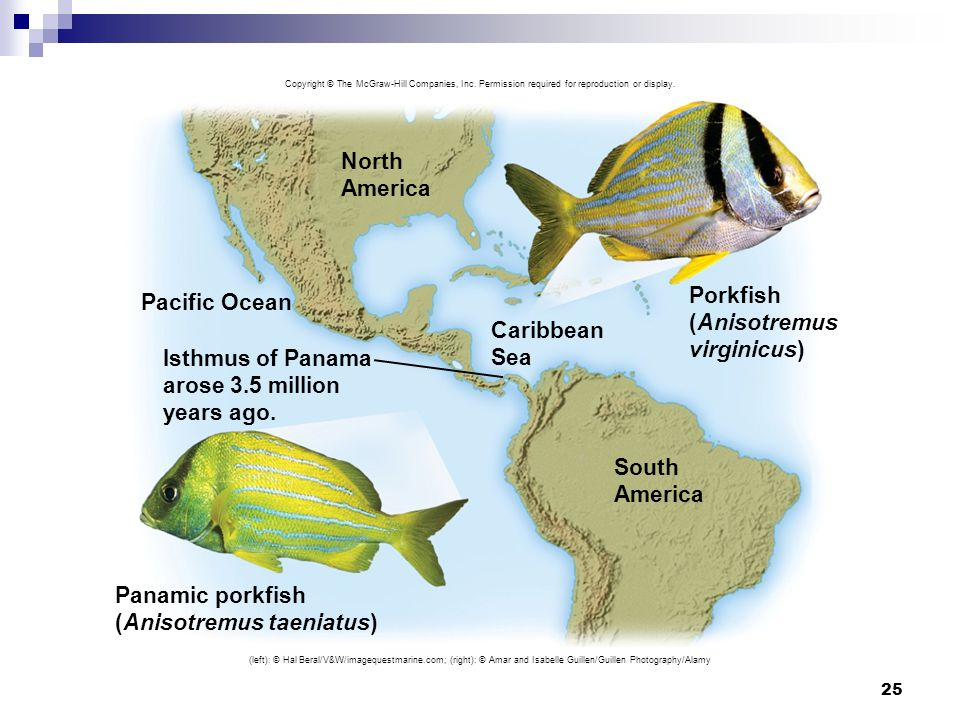 Copyright © The McGraw-Hill Companies, Inc. Permission required for reproduction or display.
North
America
Pacific Ocean
Isthmus of Panama
arose 3.5 million
years ago.
Caribbean
Sea
Porkfish
(Anisotremus
virginicus)
South
America
Panamic porkfish
(Anisotremus taeniatus)
(left): © Hal Beral/V&W/imagequestmarine.com; (right): © Amar and Isabelle Guillen/Guillen Photography/Alamy
25